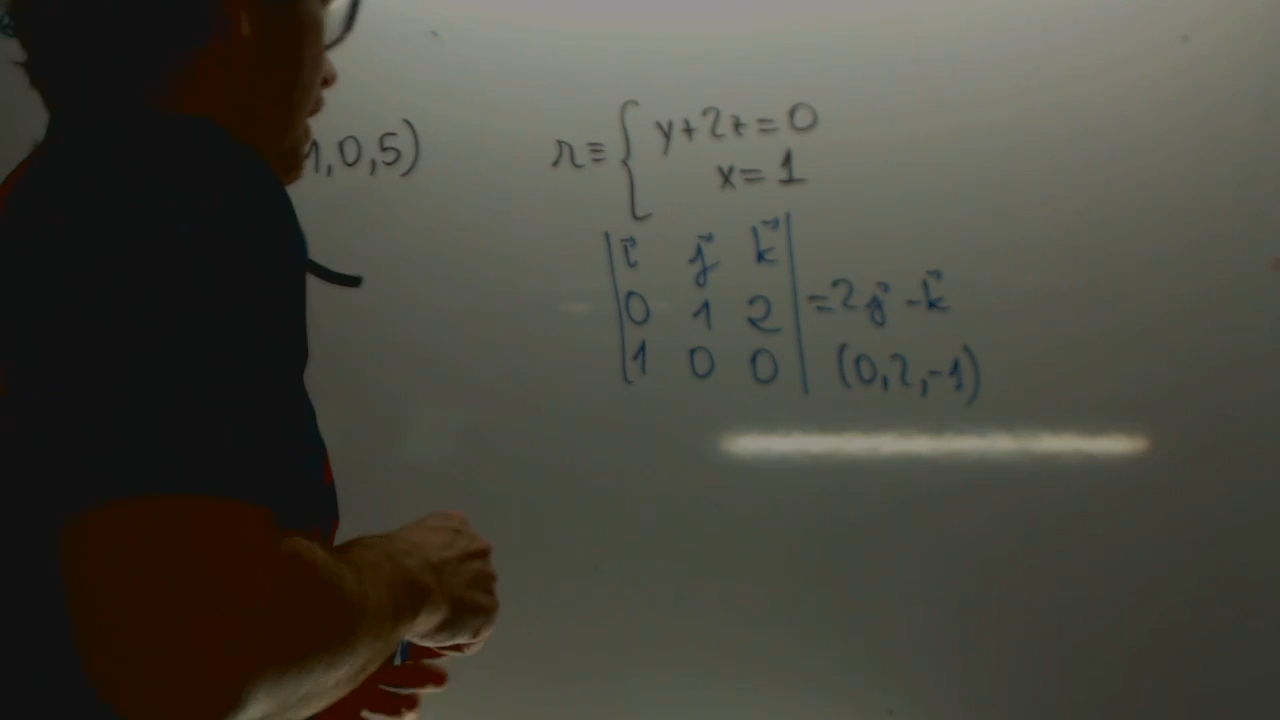 1,0,5)
r≡{ y+2z=0
x=1
|i⃗ j⃗ k⃗|
|0 1 2| =2j⃗ -k⃗
|1 0 0| (0,2,-1)